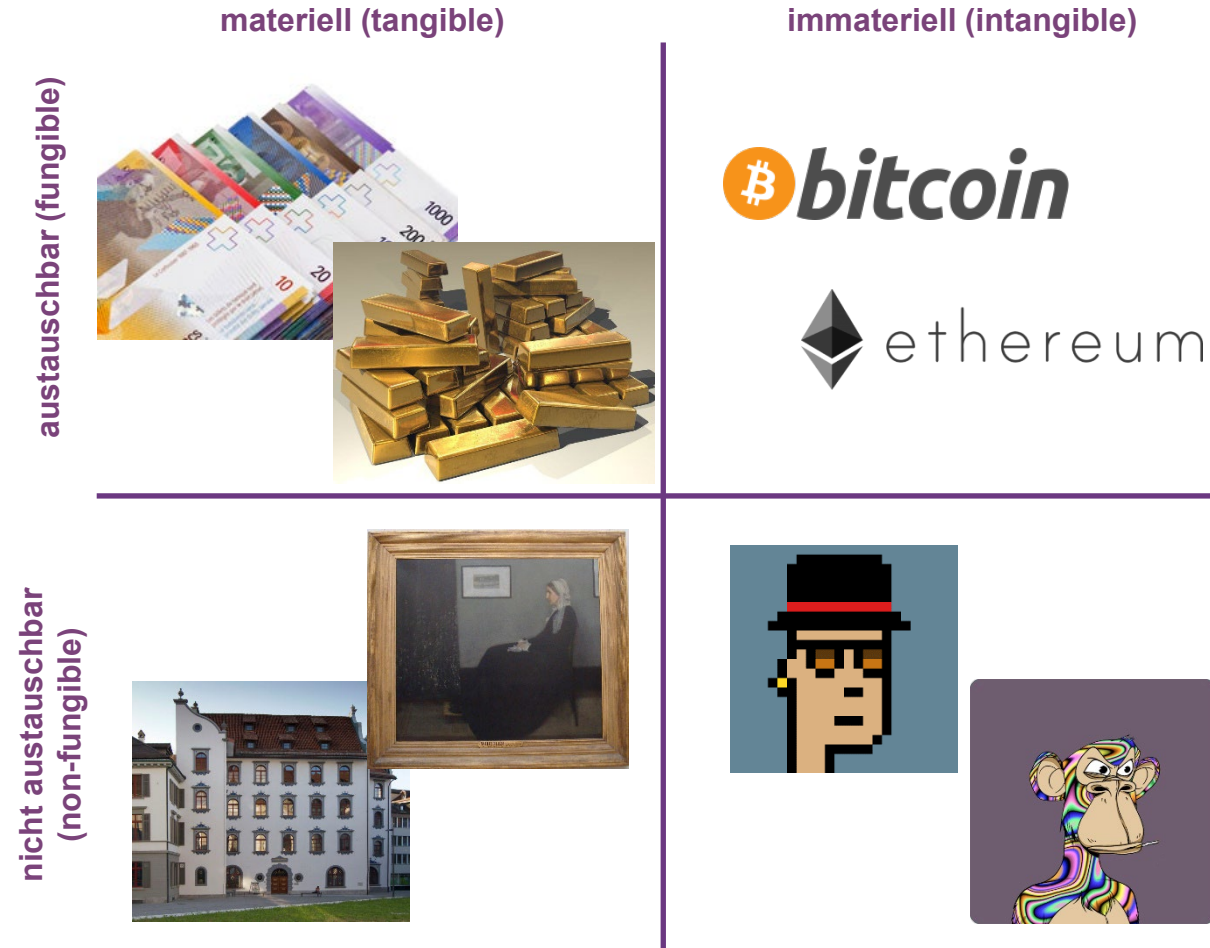 materiell (tangible)
immateriell (intangible)
austauschbar (fungible)
1000
200
20
10
bitcoin
ethereum
nicht austauschbar
(non-fungible)